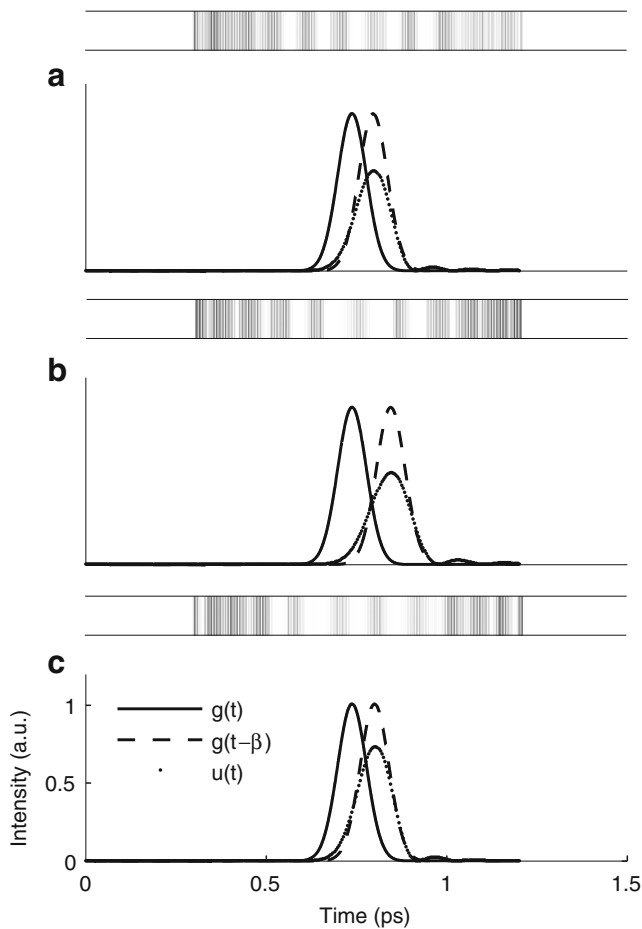 a
b
c
g(t)
g(t−β)
u(t)
Intensity (a.u.)
1
0.5
0
0
0.5
1
1.5
Time (ps)